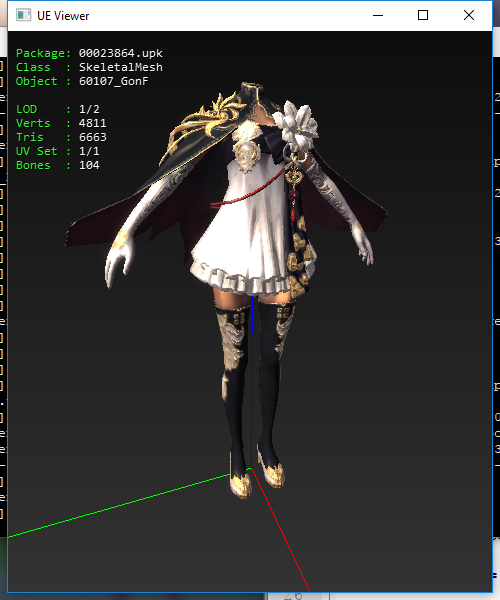 UE Viewer
Package: 00023864.upk
Class : SkeletalMesh
Object : 60107_GonF
LOD : 1/2
Verts : 4811
Tris : 6663
UV Set : 1/1
Bones : 104
26